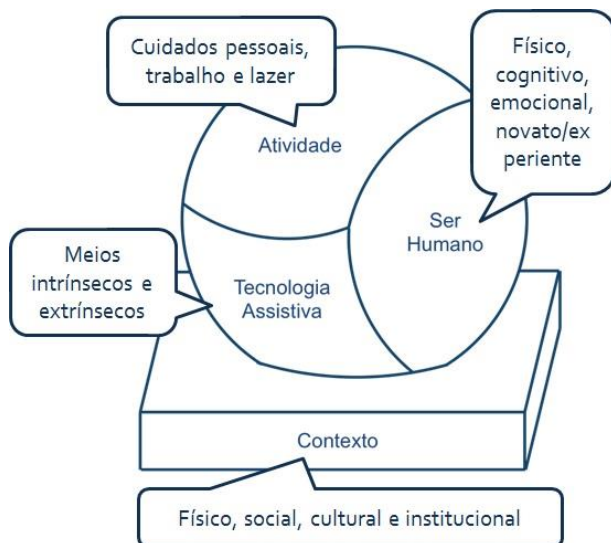 Cuidados pessoais,
trabalho e lazer
Atividade
Físico,
cognitivo,
emocional,
novato/ex
periente
Ser
Humano
Meios
intrínsecos e
extrínsecos
Tecnologia
Assistiva
Contexto
Físico, social, cultural e institucional